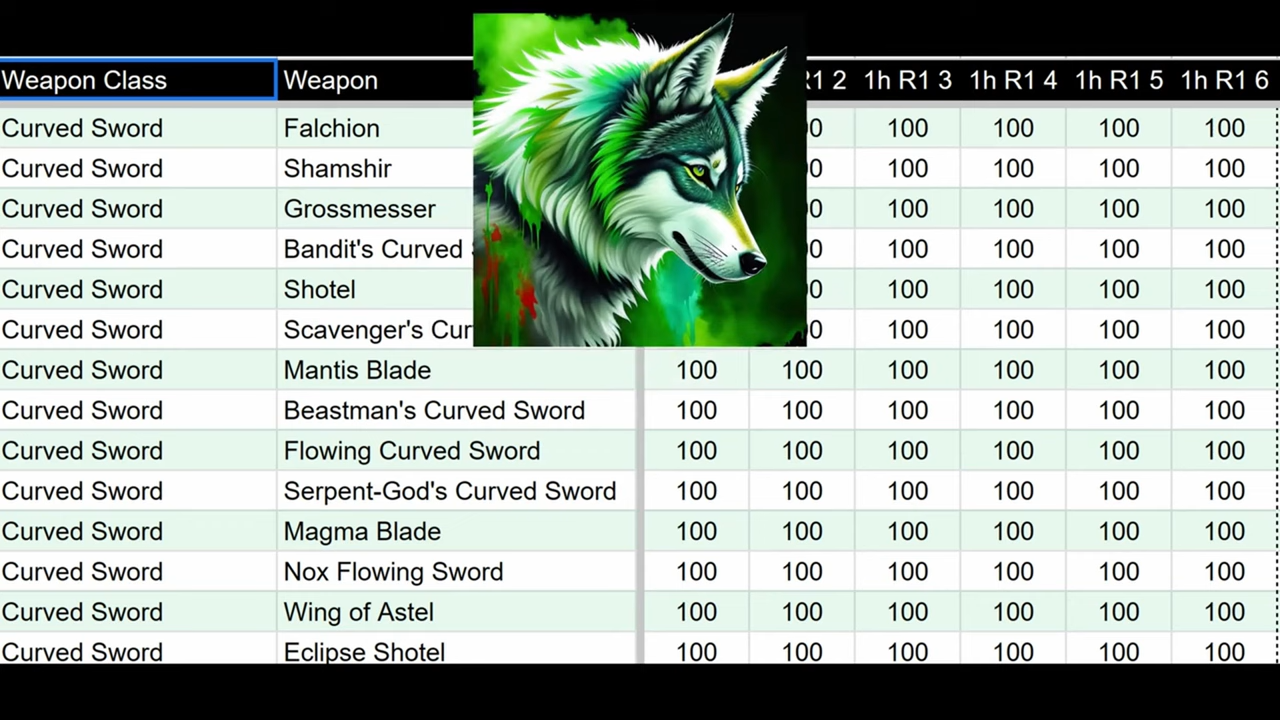 Weapon Class Weapon R1 2 1h R1 3 1h R1 4 1h R1 5 1h R1 6
Curved Sword Falchion 100 100 100 100
Curved Sword Shamshir 100 100 100 100
Curved Sword Grossmesser 100 100 100 100
Curved Sword Bandit's Curved 100 100 100 100
Curved Sword Shotel 100 100 100 100
Curved Sword Scavenger's 100 100 100 100
Curved Sword Mantis Blade 100 100 100 100 100 100
Curved Sword Beastman's Curved Sword 100 100 100 100 100 100
Curved Sword Flowing Curved Sword 100 100 100 100 100 100
Curved Sword Serpent-God's Curved Sword 100 100 100 100 100 100
Curved Sword Magma Blade 100 100 100 100 100 100
Curved Sword Nox Flowing Sword 100 100 100 100 100 100
Curved Sword Wing of Astel 100 100 100 100 100 100
Curved Sword Eclipse Shotel 100 100 100 100 100 100